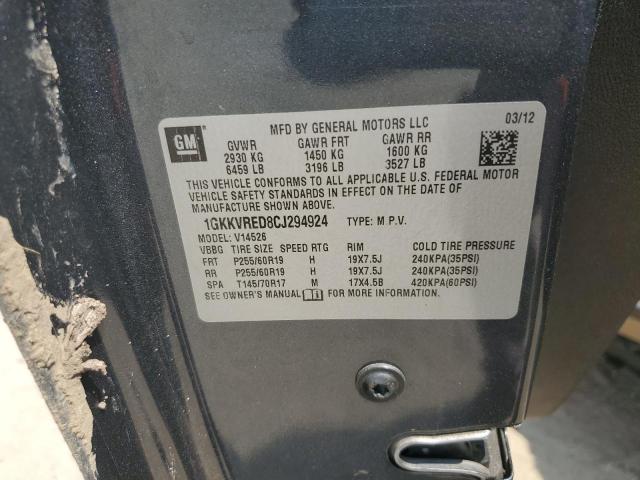 MFD BY GENERAL MOTORS LLC 03/12
GM
GVWR GAWR FRT GAWR RR
2930 KG 1450 KG 1600 KG
6459 LB 3196 LB 3527 LB
THIS VEHICLE CONFORMS TO ALL APPLICABLE U.S. FEDERAL MOTOR
VEHICLE SAFETY STANDARDS IN EFFECT ON THE DATE OF
MANUFACTURE SHOWN ABOVE.
1GKKVRED8CJ294924 TYPE: M.P.V.
MODEL: V14526
VBBG TIRE SIZE SPEED RTG RIM COLD TIRE PRESSURE
FRT P255/60R19 H 19X7.5J 240KPA(35PSI)
RR P255/60R19 H 19X7.5J 240KPA(35PSI)
SPA T145/70R17 M 17X4.5B 420KPA(60PSI)
SEE OWNER'S MANUAL FOR MORE INFORMATION.